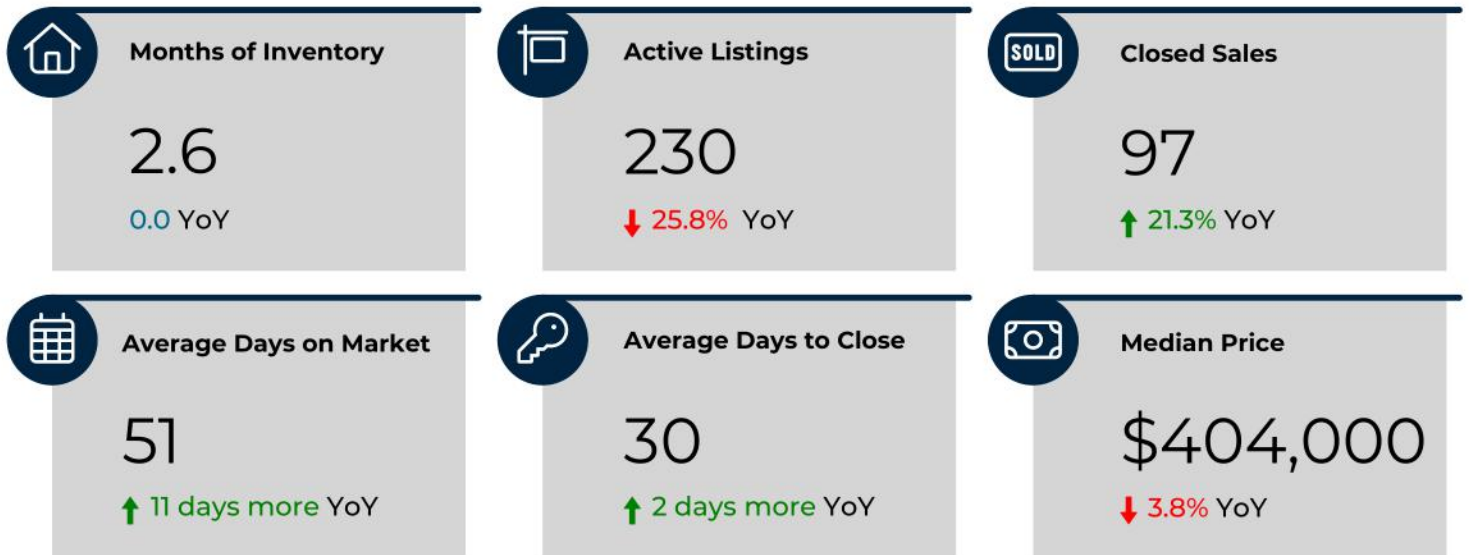 Months of Inventory
2.6
0.0 YoY
Active Listings
230
25.8% YoY
SOLD
Closed Sales
97
21.3% YoY
Average Days on Market
51
11 days more YoY
Average Days to Close
30
2 days more YoY
Median Price
$404,000
3.8% YoY